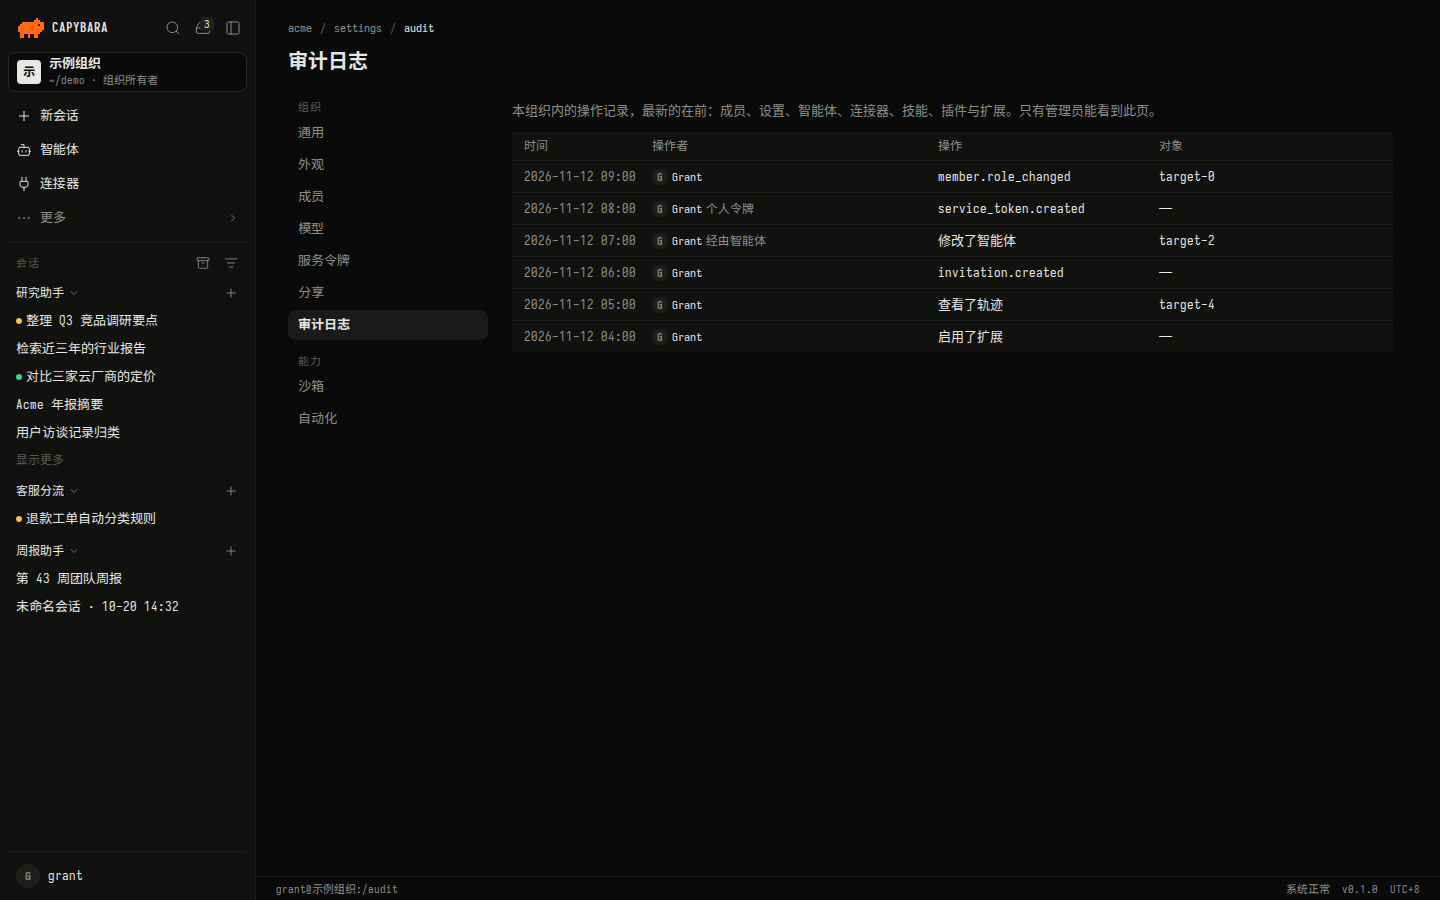 CAPYBARA
3
示
示例组织
~/demo · 组织所有者
新会话
智能体
连接器
更多
会话
研究助手
整理 Q3 竞品调研要点
检索近三年的行业报告
对比三家云厂商的定价
Acme 年报摘要
用户访谈记录归类
显示更多
客服分流
退款工单自动分类规则
周报助手
第 43 周团队周报
未命名会话 · 10-20 14:32
G grant
acme / settings / audit
审计日志
组织
通用
外观
成员
模型
服务令牌
分享
审计日志
能力
沙箱
自动化
本组织内的操作记录，最新的在前：成员、设置、智能体、连接器、技能、插件与扩展。只有管理员能看到此页。
时间 操作者 操作 对象
2026-11-12 09:00 G Grant member.role_changed target-0
2026-11-12 08:00 G Grant 个人令牌 service_token.created —
2026-11-12 07:00 G Grant 经由智能体 修改了智能体 target-2
2026-11-12 06:00 G Grant invitation.created —
2026-11-12 05:00 G Grant 查看了轨迹 target-4
2026-11-12 04:00 G Grant 启用了扩展 —
grant@示例组织:/audit
系统正常 v0.1.0 UTC+8